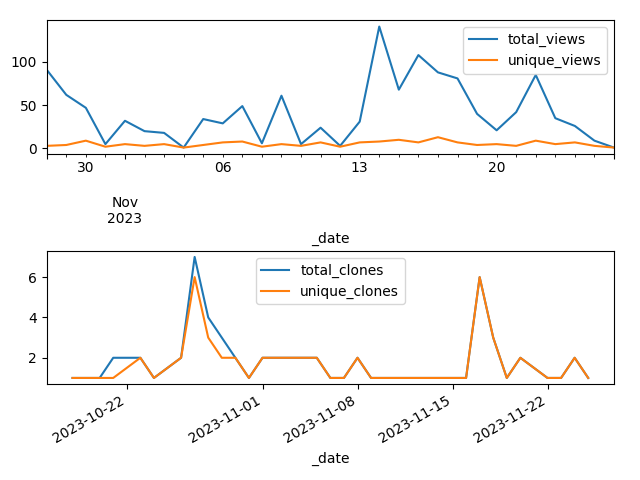 total_views
unique_views
100
50
0
30 06 13 20
Nov
2023
_date
total_clones
unique_clones
6
4
2
2023-10-22 2023-11-01 2023-11-08 2023-11-15 2023-11-22
_date